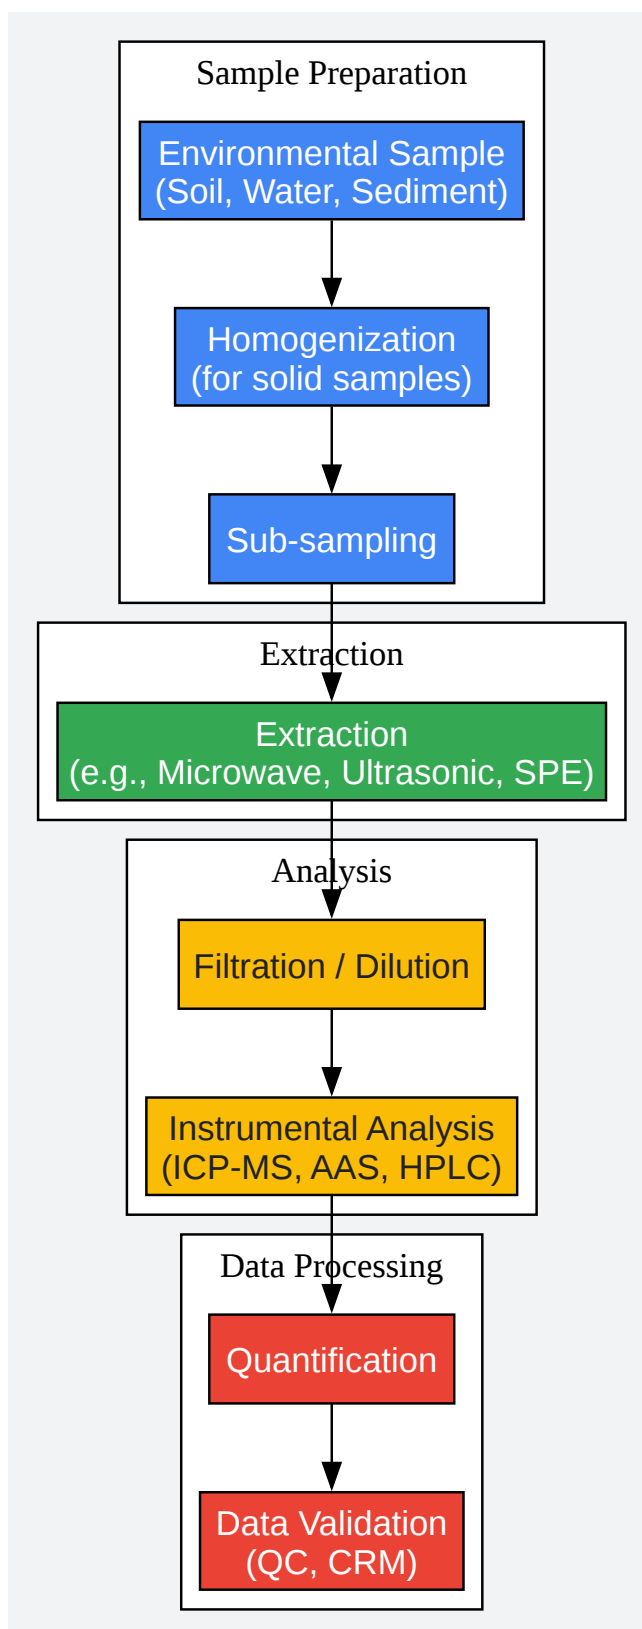 Sample Preparation
Environmental Sample
(Soil, Water, Sediment)
Homogenization
(for solid samples)
Sub-sampling
Extraction
Extraction
(e.g., Microwave, Ultrasonic, SPE)
Analysis
Filtration / Dilution
Instrumental Analysis
(ICP-MS, AAS, HPLC)
Data Processing
Quantification
Data Validation
(QC, CRM)